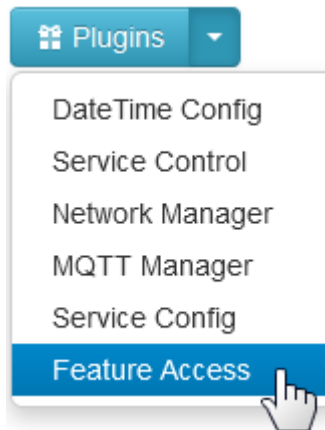 Plugins
DateTime Config
Service Control
Network Manager
MQTT Manager
Service Config
Feature Access